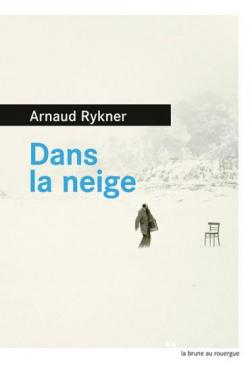 Arnaud Rykner
Dans
la neige
la brune au rouergue